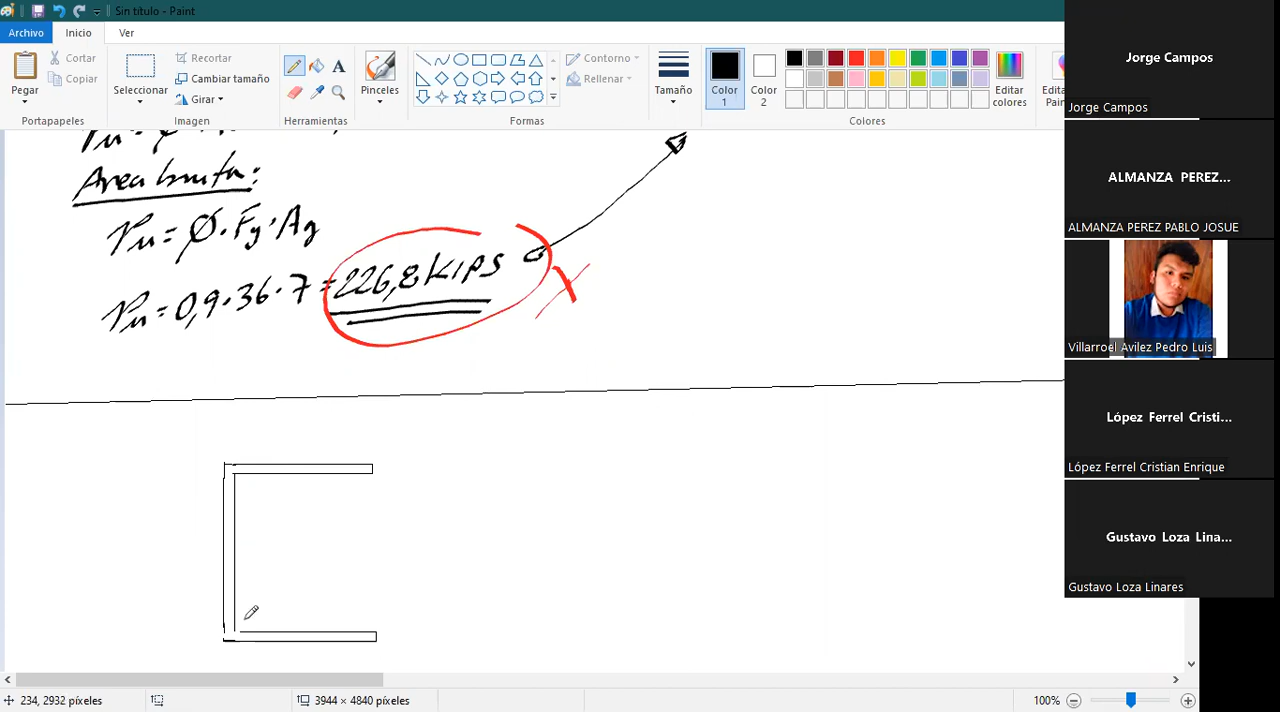 Sin título - Paint
Archivo Inicio Ver
Pegar
Cortar
Copiar
Portapapeles
Seleccionar
Recortar
Cambiar tamaño
Girar
Imagen
A
Herramientas
Pinceles
Contorno
Rellenar
Formas
Tamaño
Color 1
Color 2
Editar colores
Colores
Area bruta:
Pu = Ø · Fy · Ag
Pu = 0,9 · 36 · 7 = 226,8 kips
Jorge Campos
Jorge Campos
ALMANZA PEREZ...
ALMANZA PEREZ PABLO JOSUE
Villarroel Avilez Pedro Luis
López Ferrel Cristi...
López Ferrel Cristian Enrique
Gustavo Loza Lina...
Gustavo Loza Linares
234, 2932 píxeles
3944 × 4840 píxeles
100%